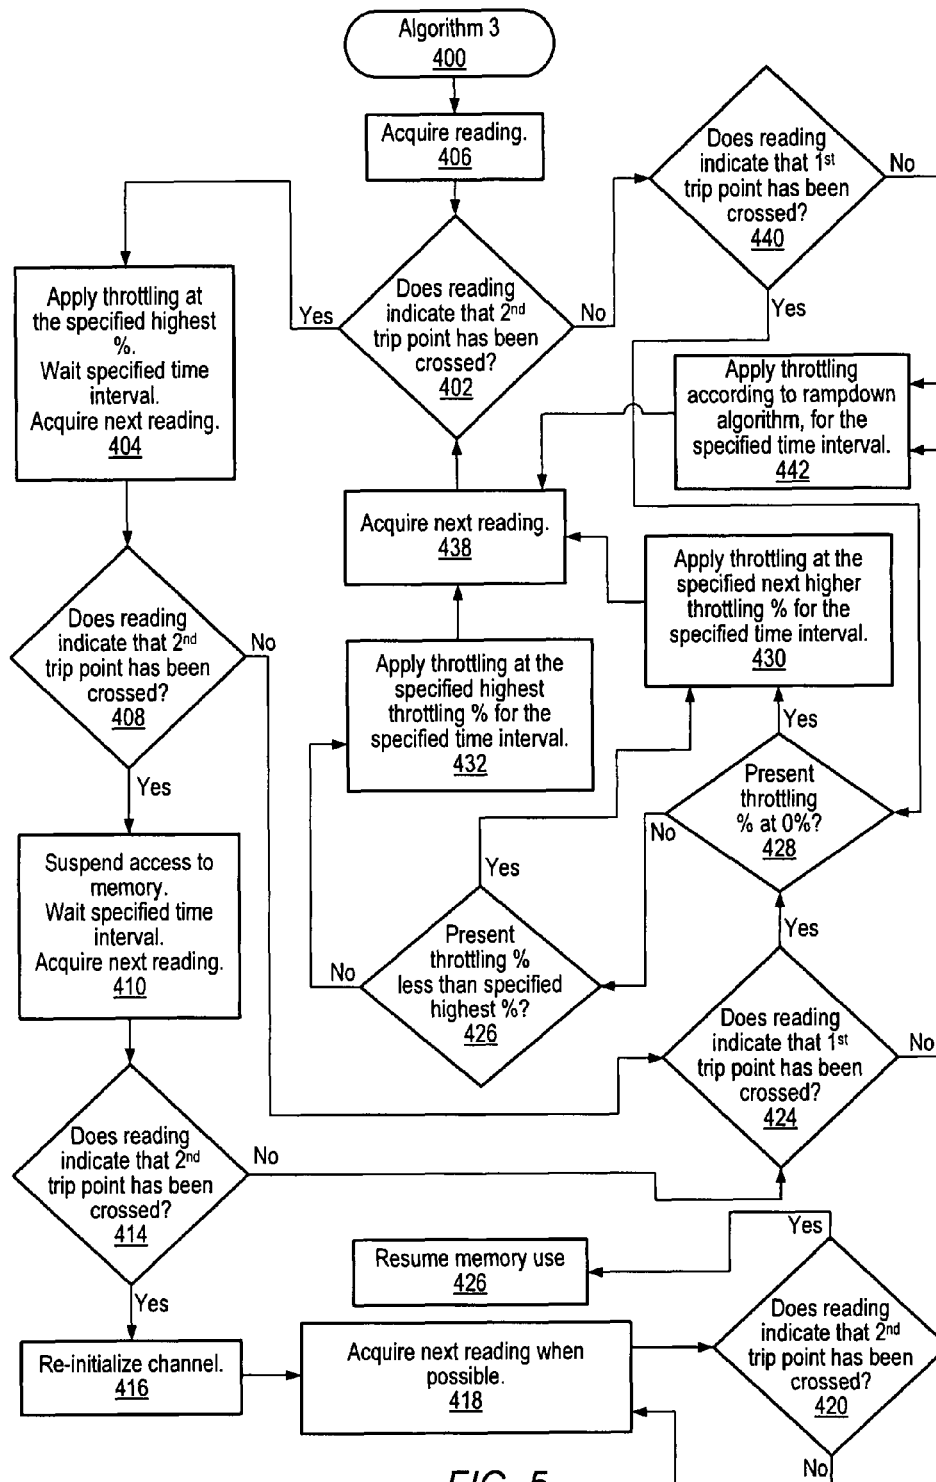 Algorithm 3
400
Acquire reading.
406
Does reading
indicate that 1st
trip point has been
crossed?
440
No
Yes
Does reading
indicate that 2nd
trip point has been
crossed?
402
Yes
No
Apply throttling at
the specified highest
%.
Wait specified time
interval.
Acquire next reading.
404
Apply throttling
according to rampdown
algorithm, for the
specified time interval.
442
Acquire next reading.
438
Apply throttling at the
specified next higher
throttling % for the
specified time interval.
430
Does reading
indicate that 2nd
trip point has been
crossed?
408
No
Yes
Apply throttling at the
specified highest
throttling % for the
specified time interval.
432
Yes
Present
throttling
% at 0%?
428
No
Suspend access to
memory.
Wait specified time
interval.
Acquire next reading.
410
Yes
Present
throttling %
less than specified
highest %?
426
No
Yes
Does reading
indicate that 1st
trip point has been
crossed?
424
No
Does reading
indicate that 2nd
trip point has been
crossed?
414
No
Yes
Resume memory use
426
Yes
Does reading
indicate that 2nd
trip point has been
crossed?
420
No
Re-initialize channel.
416
Acquire next reading when
possible.
418
FIG. 5